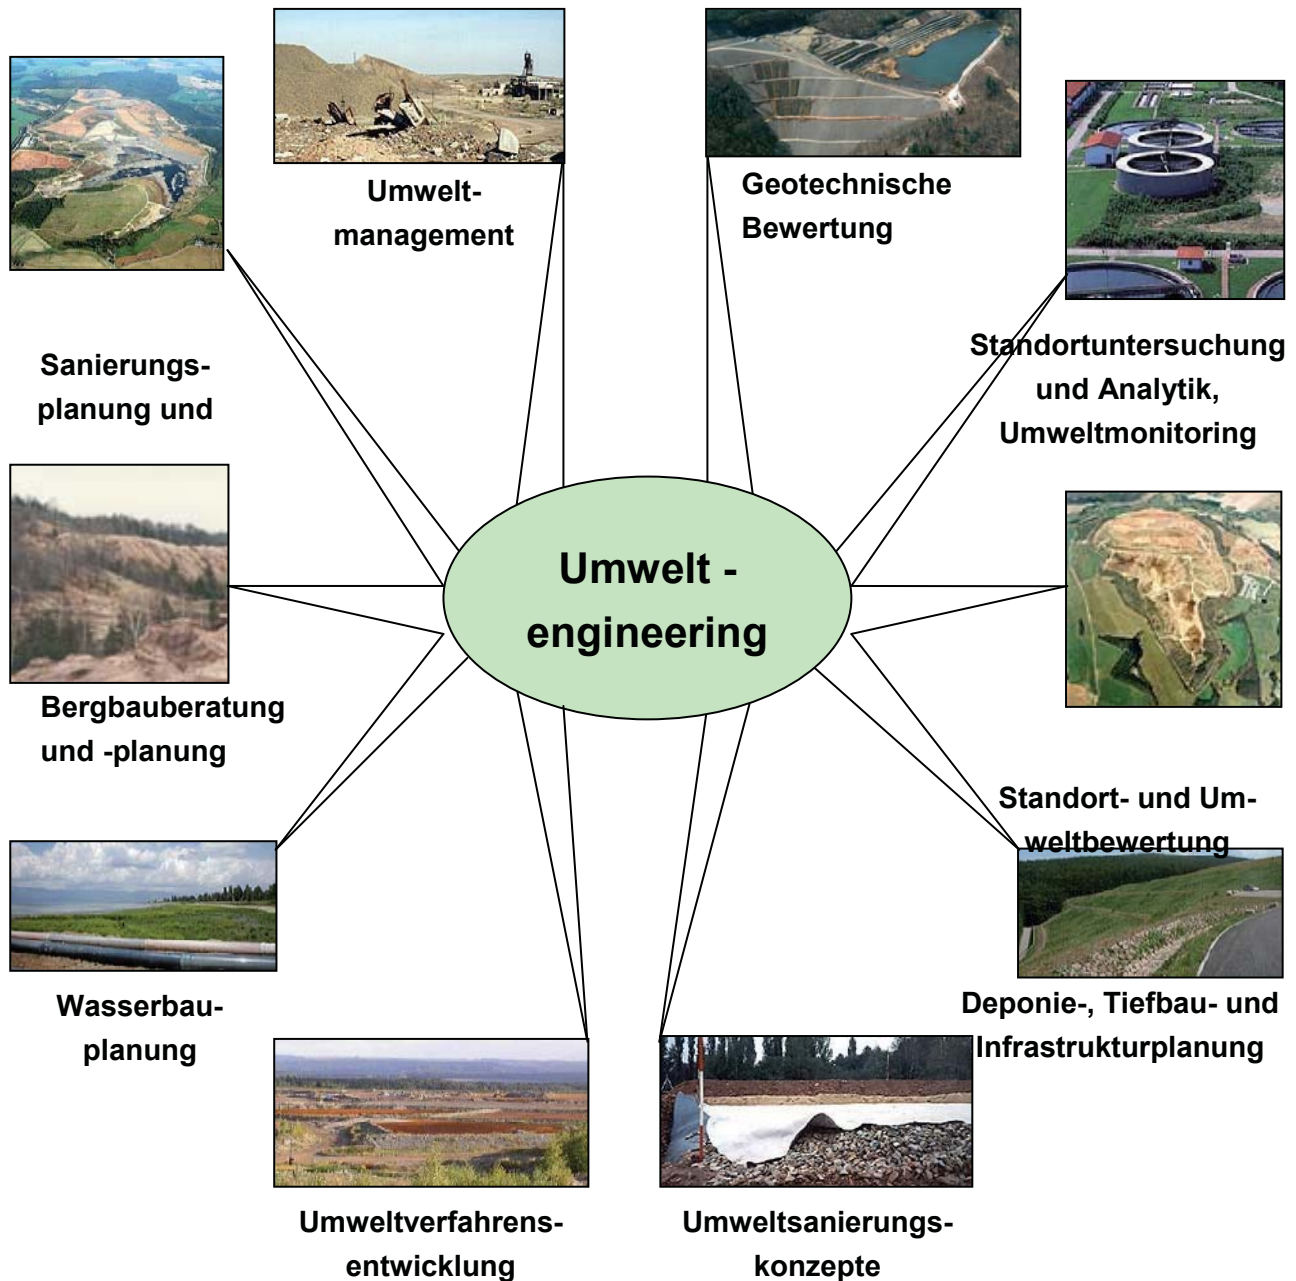 Umwelt-
management
Geotechnische
Bewertung
Sanierungs-
planung und
Standortuntersuchung
und Analytik,
Umweltmonitoring
Umwelt -
engineering
Bergbauberatung
und -planung
Standort- und Um-
weltbewertung
Wasserbau-
planung
Deponie-, Tiefbau- und
Infrastrukturplanung
Umweltverfahrens-
entwicklung
Umweltsanierungs-
konzepte